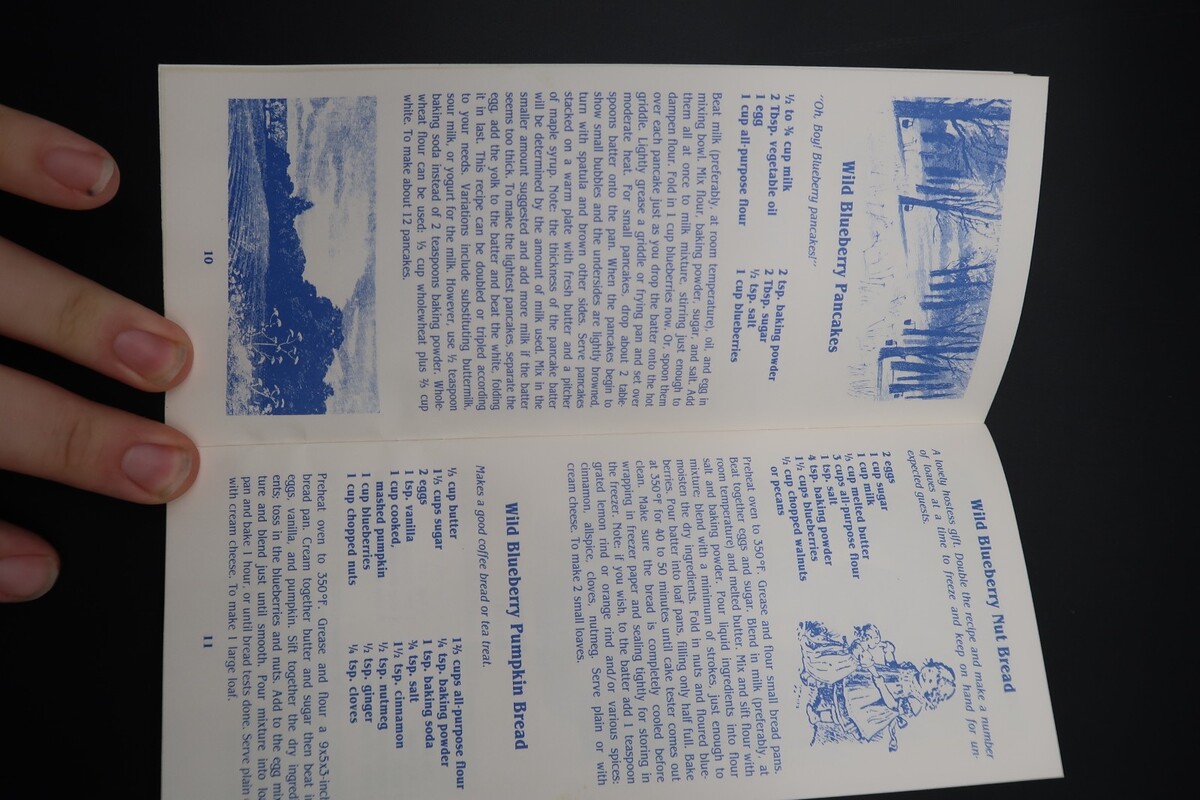 Wild Blueberry Pancakes
"Oh, Boy! Blueberry pancakes!"
½ to ¾ cup milk
2 Tbsp. vegetable oil
1 egg
1 cup all-purpose flour
2 tsp. baking powder
2 Tbsp. sugar
½ tsp. salt
1 cup blueberries
Beat milk (preferably, at room temperature), oil, and egg in
mixing bowl. Mix flour, baking powder, sugar, and salt. Add
them all at once to milk mixture, stirring just enough to
dampen flour. Fold in 1 cup blueberries now. Or, spoon them
over each pancake just as you drop the batter onto the hot
griddle. Lightly grease a griddle or frying pan and set over
moderate heat. For small pancakes, drop about 2 table-
spoons batter onto the pan. When the pancakes begin to
show small bubbles and the undersides are lightly browned,
turn with spatula and brown other sides. Serve pancakes
stacked on a warm plate with fresh butter and a pitcher
of maple syrup. Note: the thickness of the pancake batter
will be determined by the amount of milk used. Mix in the
smaller amount suggested and add more milk if the batter
seems too thick. To make the lightest pancakes, separate the
egg, add the yolk to the batter and beat the white, folding
it in last. This recipe can be doubled or tripled according
to your needs. Variations include substituting buttermilk,
sour milk, or yogurt for the milk. However, use ½ teaspoon
baking soda instead of 2 teaspoons baking powder. Whole-
wheat flour can be used: ⅓ cup wholewheat plus ⅔ cup
white. To make about 12 pancakes.
10
Wild Blueberry Nut Bread
A lovely hostess gift. Double the recipe and make a number
of loaves at a time to freeze and keep on hand for un-
expected guests.
2 eggs
1 cup sugar
1 cup milk
⅓ cup melted butter
3 cups all-purpose flour
1 tsp. salt
4 tsp. baking powder
1½ cups blueberries
½ cup chopped walnuts
or pecans
Preheat oven to 350°F. Grease and flour small bread pans.
Beat together eggs and sugar. Blend in milk (preferably, at
room temperature) and melted butter. Mix and sift flour with
salt and baking powder. Pour liquid ingredients into flour
mixture; blend with a minimum of strokes, just enough to
moisten the dry ingredients. Fold in nuts and floured blue-
berries. Pour batter into loaf pans, filling only half full. Bake
at 350°F for 40 to 50 minutes until cake tester comes out
clean. Make sure the bread is completely cooled before
wrapping in freezer paper and sealing tightly for storing in
the freezer. Note: if you wish, to the batter add 1 teaspoon
grated lemon rind or orange rind and/or various spices:
cinnamon, allspice, cloves, nutmeg. Serve plain or with
cream cheese. To make 2 small loaves.
Wild Blueberry Pumpkin Bread
Makes a good coffee bread or tea treat.
⅓ cup butter
1⅓ cups sugar
2 eggs
1 tsp. vanilla
1 cup cooked,
mashed pumpkin
1 cup blueberries
1 cup chopped nuts
1⅔ cups all-purpose flour
¼ tsp. baking powder
1 tsp. baking soda
¾ tsp. salt
1½ tsp. cinnamon
½ tsp. nutmeg
½ tsp. ginger
¼ tsp. cloves
Preheat oven to 350°F. Grease and flour a 9x5x3-inch
bread pan. Cream together butter and sugar then beat in
eggs, vanilla, and pumpkin. Sift together the dry ingredi
ents; toss in the blueberries and nuts. Add to the egg mix
ture and blend just until smooth. Pour mixture into loa
pan and bake 1 hour, or until bread tests done. Serve plain
with cream cheese. To make 1 large loaf.
11